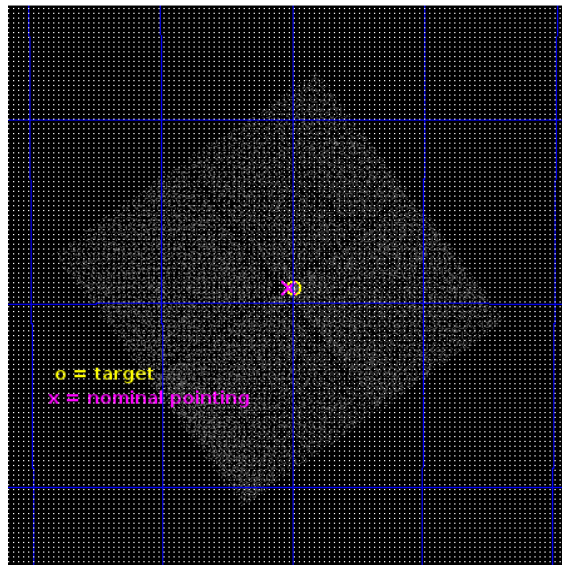 o = target
x = nominal pointing